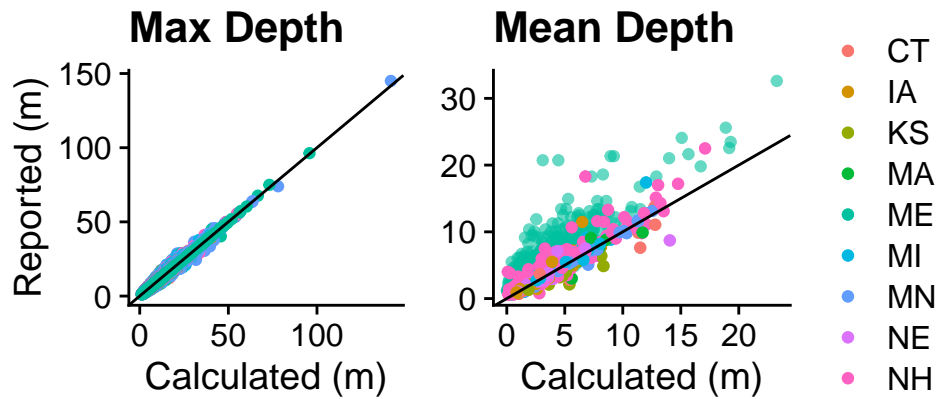 Max Depth
Mean Depth
Reported (m)
150
100
50
0
0
50
100
Calculated (m)
30
20
10
0
0
5
10
15
20
Calculated (m)
CT
IA
KS
MA
ME
MI
MN
NE
NH